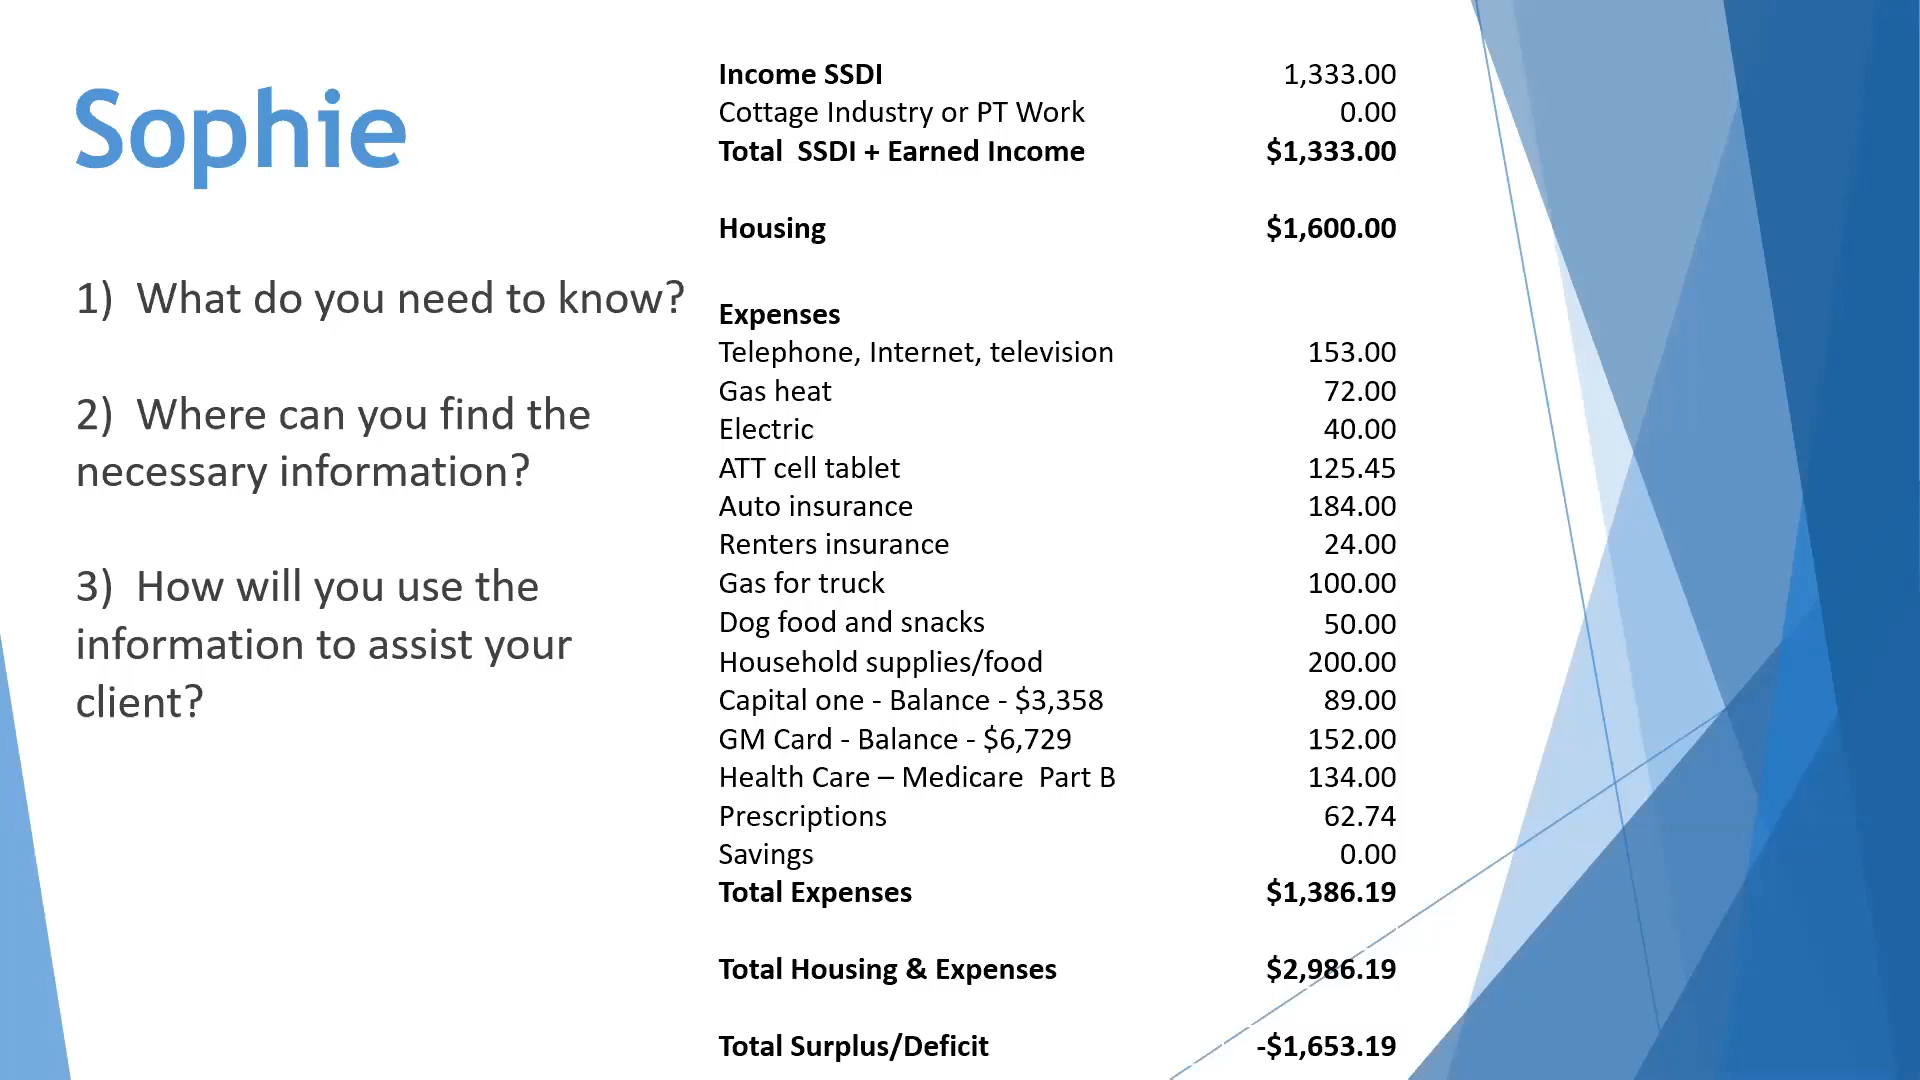 Sophie
1) What do you need to know?
2) Where can you find the
necessary information?
3) How will you use the
information to assist your
client?
Income SSDI 1,333.00
Cottage Industry or PT Work 0.00
Total SSDI + Earned Income $1,333.00
Housing $1,600.00
Expenses
Telephone, Internet, television 153.00
Gas heat 72.00
Electric 40.00
ATT cell tablet 125.45
Auto insurance 184.00
Renters insurance 24.00
Gas for truck 100.00
Dog food and snacks 50.00
Household supplies/food 200.00
Capital one - Balance - $3,358 89.00
GM Card - Balance - $6,729 152.00
Health Care – Medicare Part B 134.00
Prescriptions 62.74
Savings 0.00
Total Expenses $1,386.19
Total Housing & Expenses $2,986.19
Total Surplus/Deficit -$1,653.19